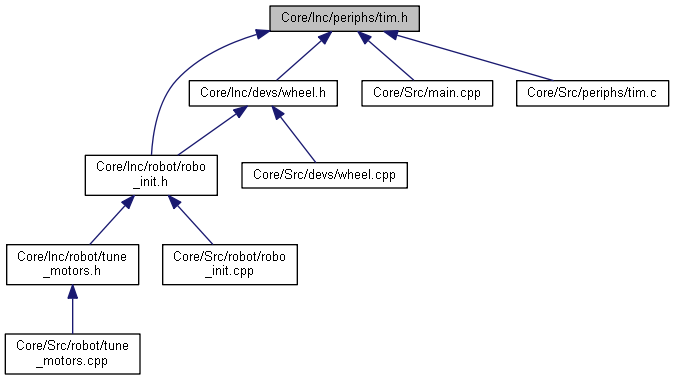 Core/Inc/periphs/tim.h
Core/Inc/devs/wheel.h
Core/Src/main.cpp
Core/Src/periphs/tim.c
Core/Inc/robot/robo
_init.h
Core/Src/devs/wheel.cpp
Core/Inc/robot/tune
_motors.h
Core/Src/robot/robo
_init.cpp
Core/Src/robot/tune
_motors.cpp